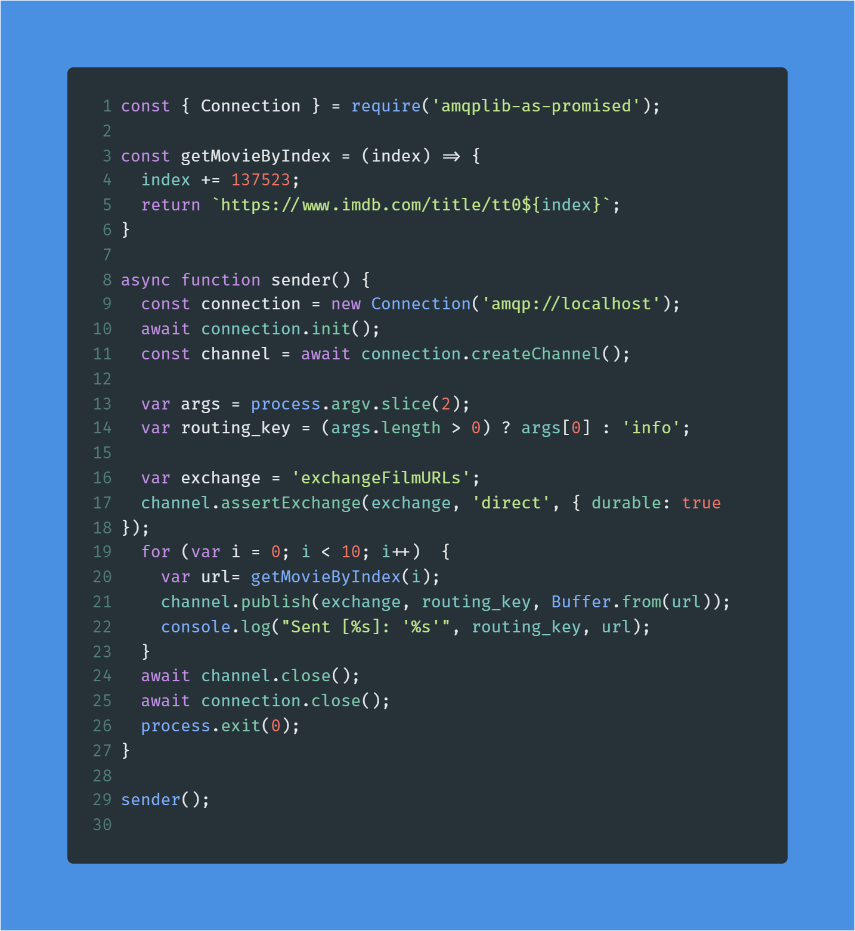 1 const { Connection } = require('amqplib-as-promised');
2
3 const getMovieByIndex = (index) => {
4   index += 137523;
5   return `https://www.imdb.com/title/tt0${index}`;
6 }
7
8 async function sender() {
9   const connection = new Connection('amqp://localhost');
10   await connection.init();
11   const channel = await connection.createChannel();
12
13   var args = process.argv.slice(2);
14   var routing_key = (args.length > 0) ? args[0] : 'info';
15
16   var exchange = 'exchangeFilmURLs';
17   channel.assertExchange(exchange, 'direct', { durable: true
18 });
19   for (var i = 0; i < 10; i++)  {
20     var url= getMovieByIndex(i);
21     channel.publish(exchange, routing_key, Buffer.from(url));
22     console.log("Sent [%s]: '%s'", routing_key, url);
23   }
24   await channel.close();
25   await connection.close();
26   process.exit(0);
27 }
28
29 sender();
30